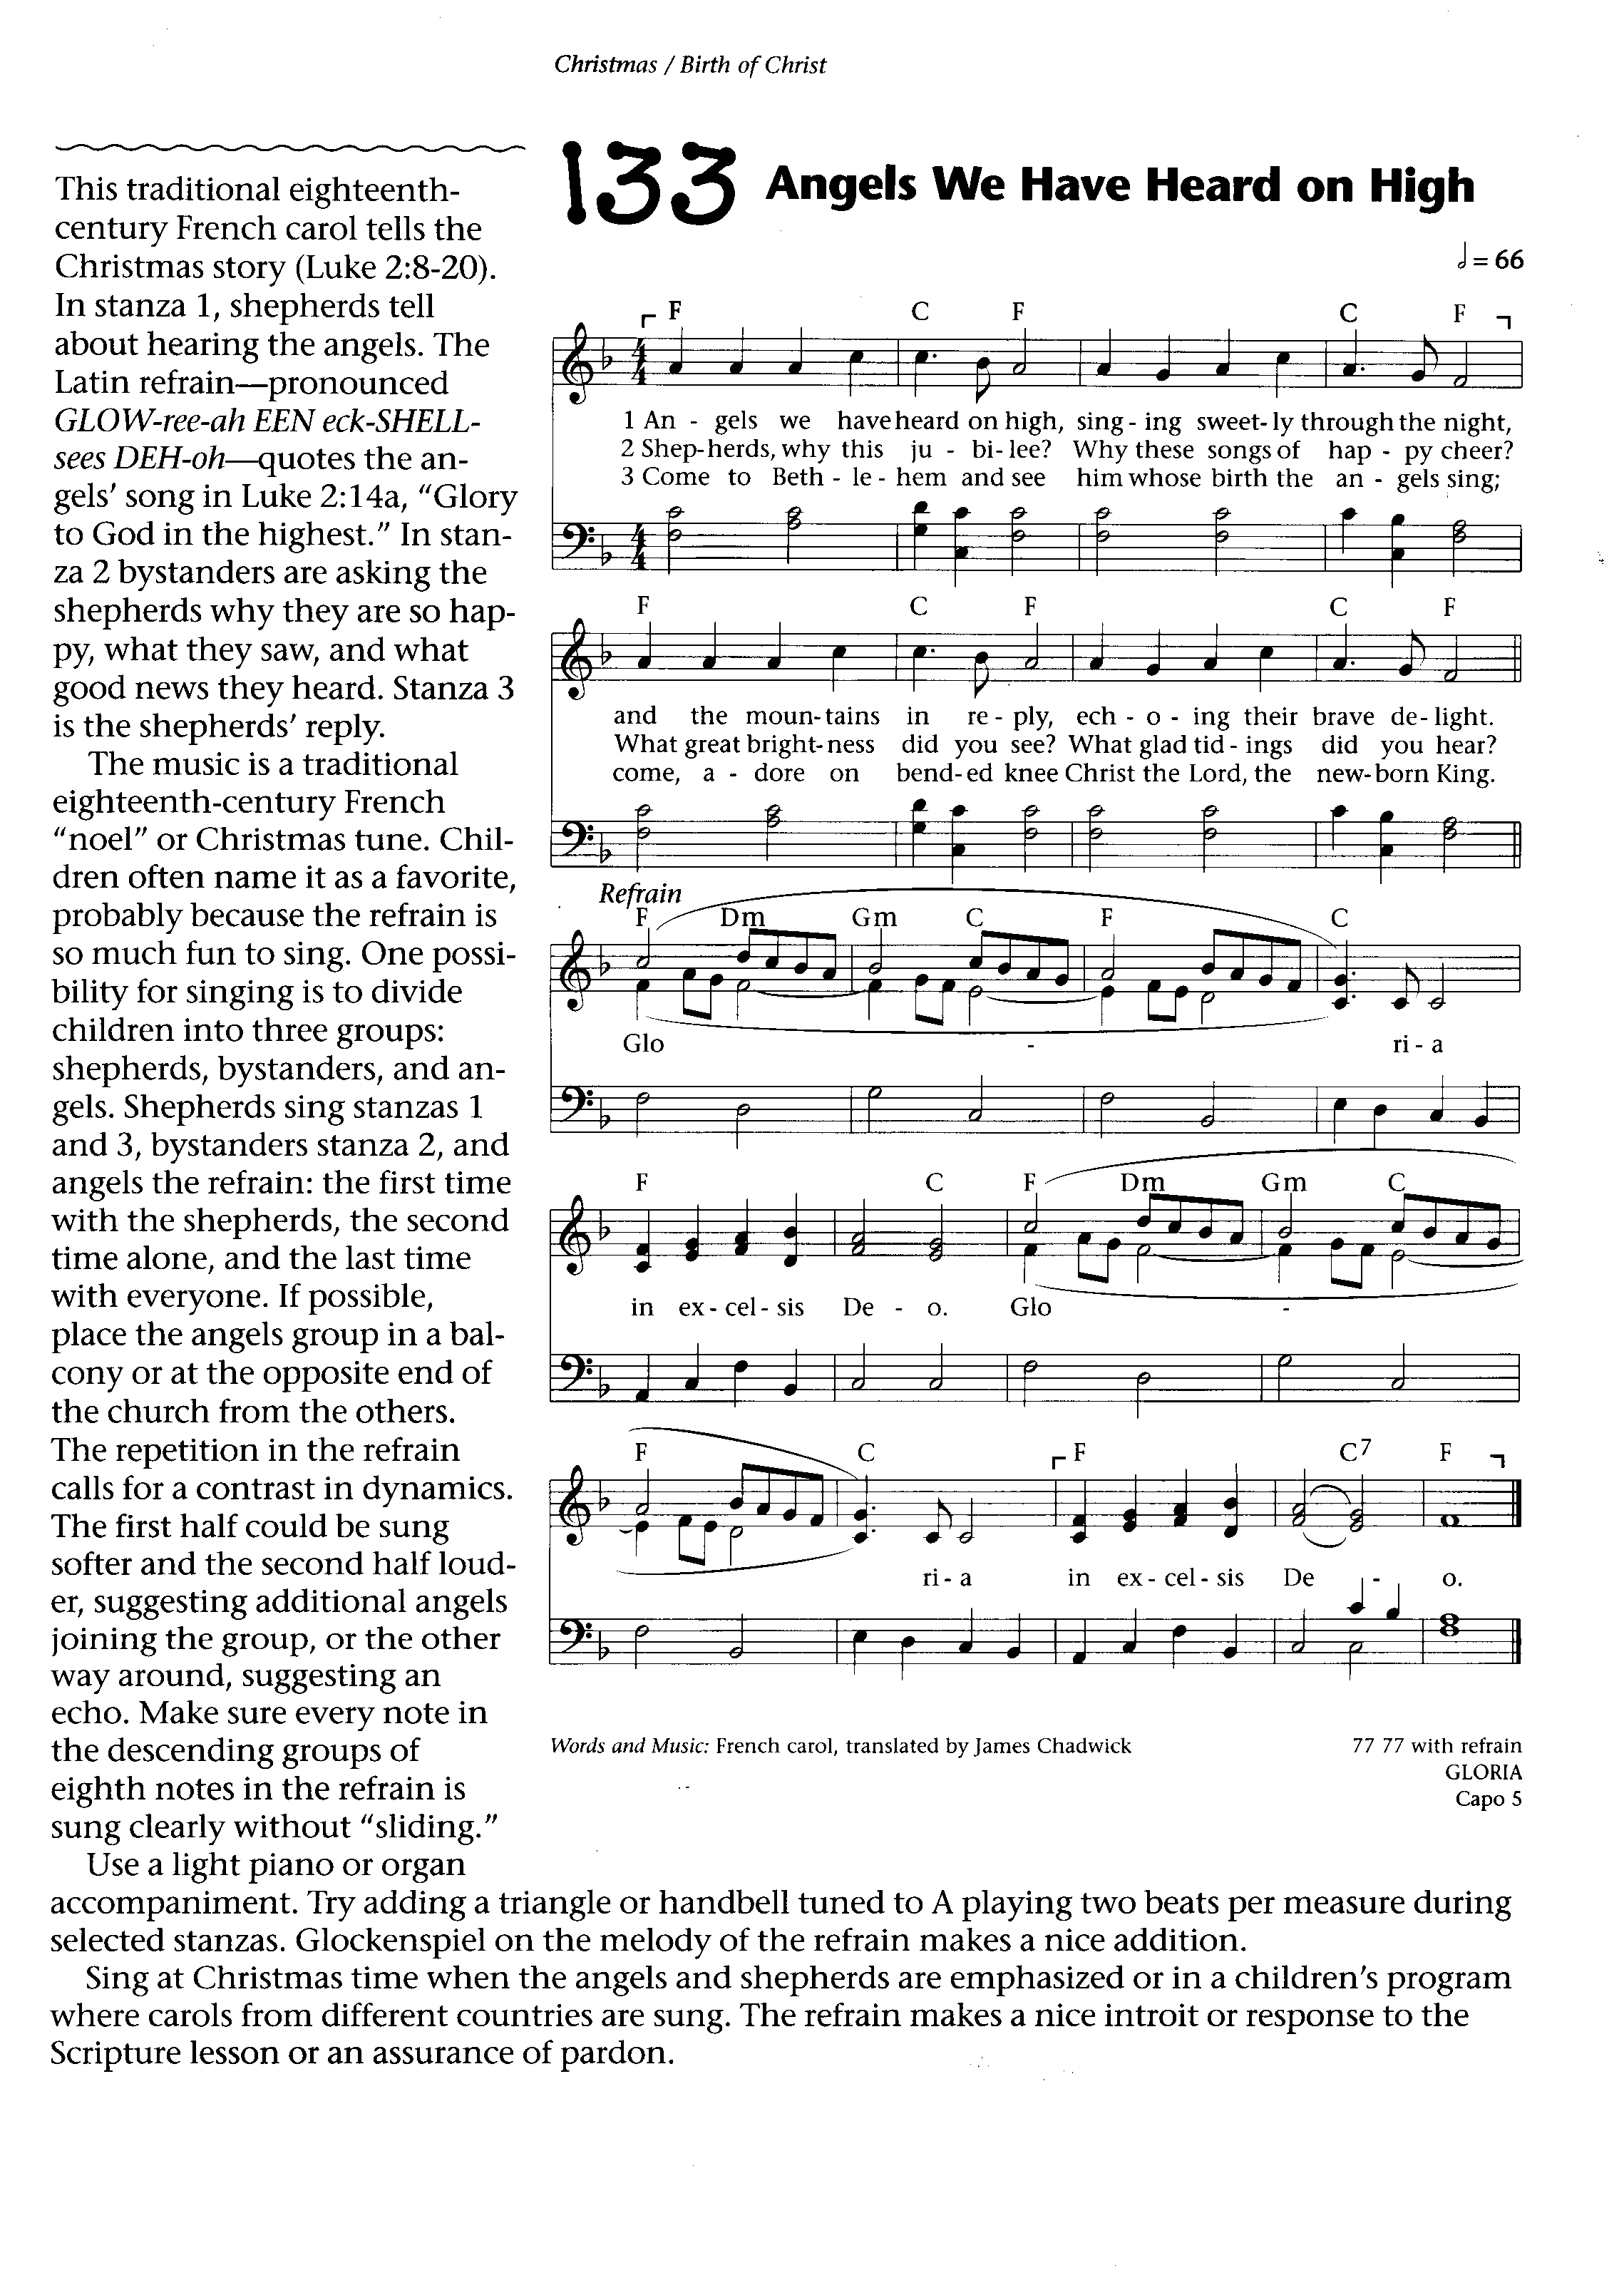 Christmas / Birth of Christ
133 Angels We Have Heard on High
𝅗𝅥 = 66
This traditional eighteenth-
century French carol tells the
Christmas story (Luke 2:8-20).
In stanza 1, shepherds tell
about hearing the angels. The
Latin refrain—pronounced
GLOW-ree-ah EEN eck-SHELL-
sees DEH-oh—quotes the an-
gels' song in Luke 2:14a, "Glory
to God in the highest." In stan-
za 2 bystanders are asking the
shepherds why they are so hap-
py, what they saw, and what
good news they heard. Stanza 3
is the shepherds' reply.
The music is a traditional
eighteenth-century French
"noel" or Christmas tune. Chil-
dren often name it as a favorite,
probably because the refrain is
so much fun to sing. One possi-
bility for singing is to divide
children into three groups:
shepherds, bystanders, and an-
gels. Shepherds sing stanzas 1
and 3, bystanders stanza 2, and
angels the refrain: the first time
with the shepherds, the second
time alone, and the last time
with everyone. If possible,
place the angels group in a bal-
cony or at the opposite end of
the church from the others.
The repetition in the refrain
calls for a contrast in dynamics.
The first half could be sung
softer and the second half loud-
er, suggesting additional angels
joining the group, or the other
way around, suggesting an
echo. Make sure every note in
the descending groups of
eighth notes in the refrain is
sung clearly without "sliding."
Use a light piano or organ
accompaniment. Try adding a triangle or handbell tuned to A playing two beats per measure during
selected stanzas. Glockenspiel on the melody of the refrain makes a nice addition.
Sing at Christmas time when the angels and shepherds are emphasized or in a children's program
where carols from different countries are sung. The refrain makes a nice introit or response to the
Scripture lesson or an assurance of pardon.
F C F C F
4 4
1 An - gels we have heard on high, sing - ing sweet - ly through the night,
2 Shep - herds, why this ju - bi - lee? Why these songs of hap - py cheer?
3 Come to Beth - le - hem and see him whose birth the an - gels sing;
4 4
F C F C F
and the moun - tains in re - ply, ech - o - ing their brave de - light.
What great bright - ness did you see? What glad tid - ings did you hear?
come, a - dore on bend - ed knee Christ the Lord, the new - born King.
Refrain
F Dm Gm C F C
Glo - ri - a
F C F Dm Gm C
in ex - cel - sis De - o. Glo -
F C F C7 F
ri - a in ex - cel - sis De - o.
Words and Music: French carol, translated by James Chadwick
77 77 with refrain
GLORIA
Capo 5